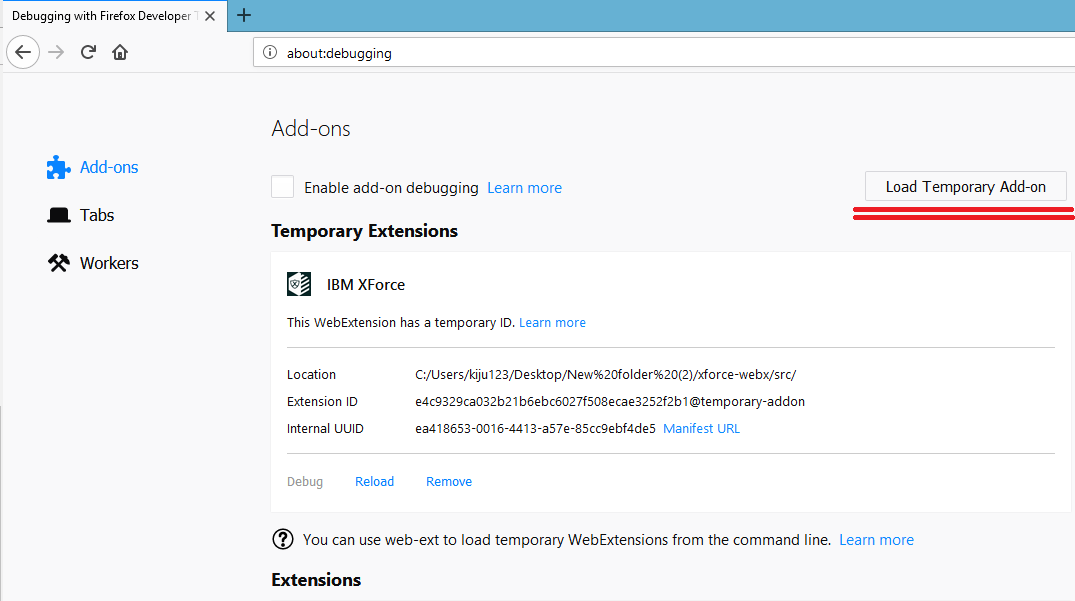 Debugging with Firefox Developer
about:debugging
Add-ons
Tabs
Workers
Add-ons
Enable add-on debugging Learn more
Load Temporary Add-on
Temporary Extensions
IBM XForce
This WebExtension has a temporary ID. Learn more
Location C:/Users/kiju123/Desktop/New%20folder%20(2)/xforce-webx/src/
Extension ID e4c9329ca032b21b6ebc6027f508ecae3252f2b1@temporary-addon
Internal UUID ea418653-0016-4413-a57e-85cc9ebf4de5 Manifest URL
Debug Reload Remove
You can use web-ext to load temporary WebExtensions from the command line. Learn more
Extensions